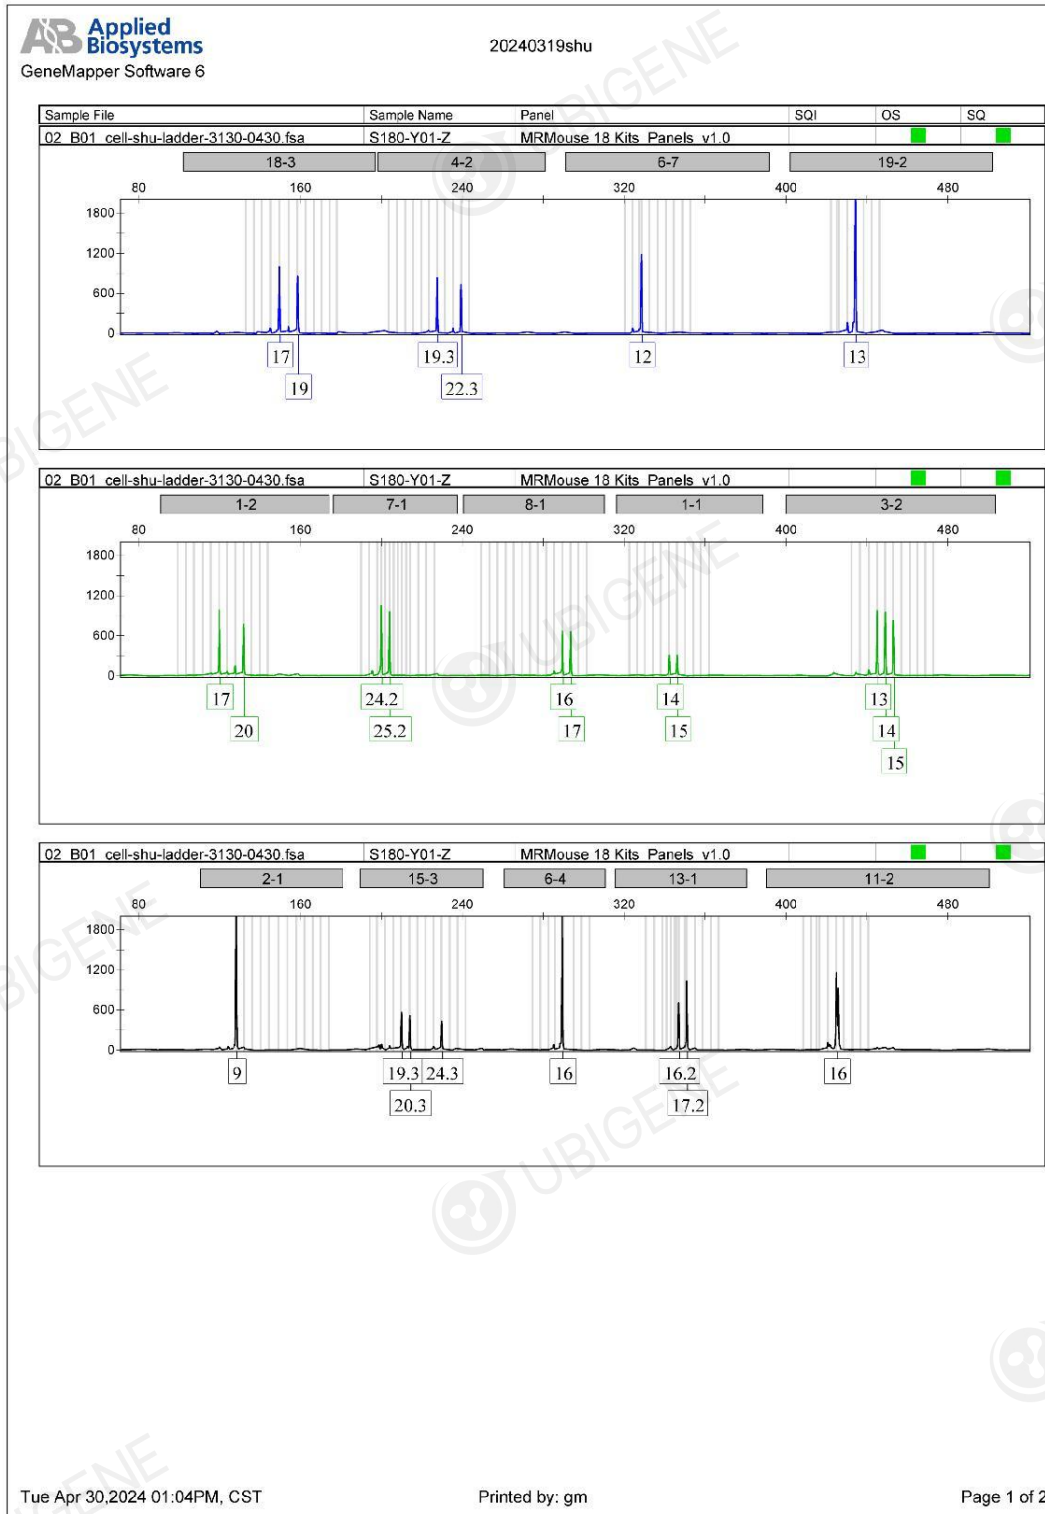 AB Applied Biosystems
20240319shu
GeneMapper Software 6
Sample File Sample Name Panel SQI OS SQ
02_B01_cell-shu-ladder-3130-0430.fsa S180-Y01-Z MRMouse 18 Kits_Panels_v1.0
18-3 4-2 6-7 19-2
80 160 240 320 400 480
1800
1200
600
0
17 19.3 12 13
19 22.3
02_B01_cell-shu-ladder-3130-0430.fsa S180-Y01-Z MRMouse 18 Kits_Panels_v1.0
1-2 7-1 8-1 1-1 3-2
80 160 240 320 400 480
1800
1200
600
0
17 24.2 16 14 13
20 25.2 17 15 14
15
02_B01_cell-shu-ladder-3130-0430.fsa S180-Y01-Z MRMouse 18 Kits_Panels_v1.0
2-1 15-3 6-4 13-1 11-2
80 160 240 320 400 480
1800
1200
600
0
9 19.3 24.3 16 16.2 16
20.3 17.2
Tue Apr 30,2024 01:04PM, CST Printed by: gm Page 1 of 2
UBIGENE
UBIGENE
UBIGENE
UBIGENE
UBIGENE
UBIGENE